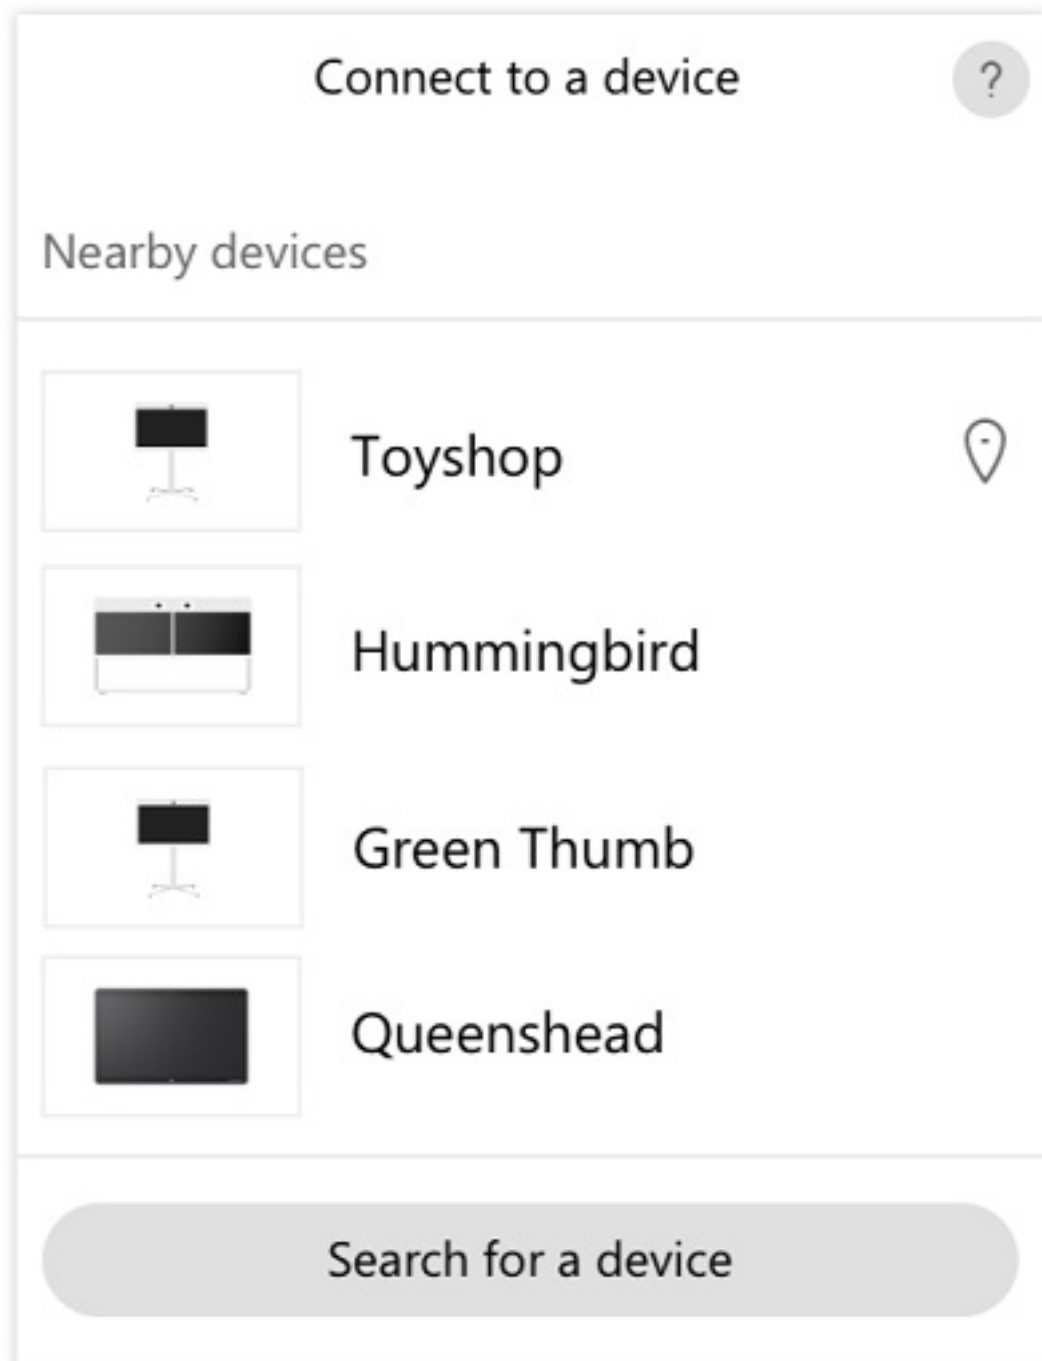 Connect to a device
?
Nearby devices
Toyshop
Hummingbird
Green Thumb
Queenshead
Search for a device